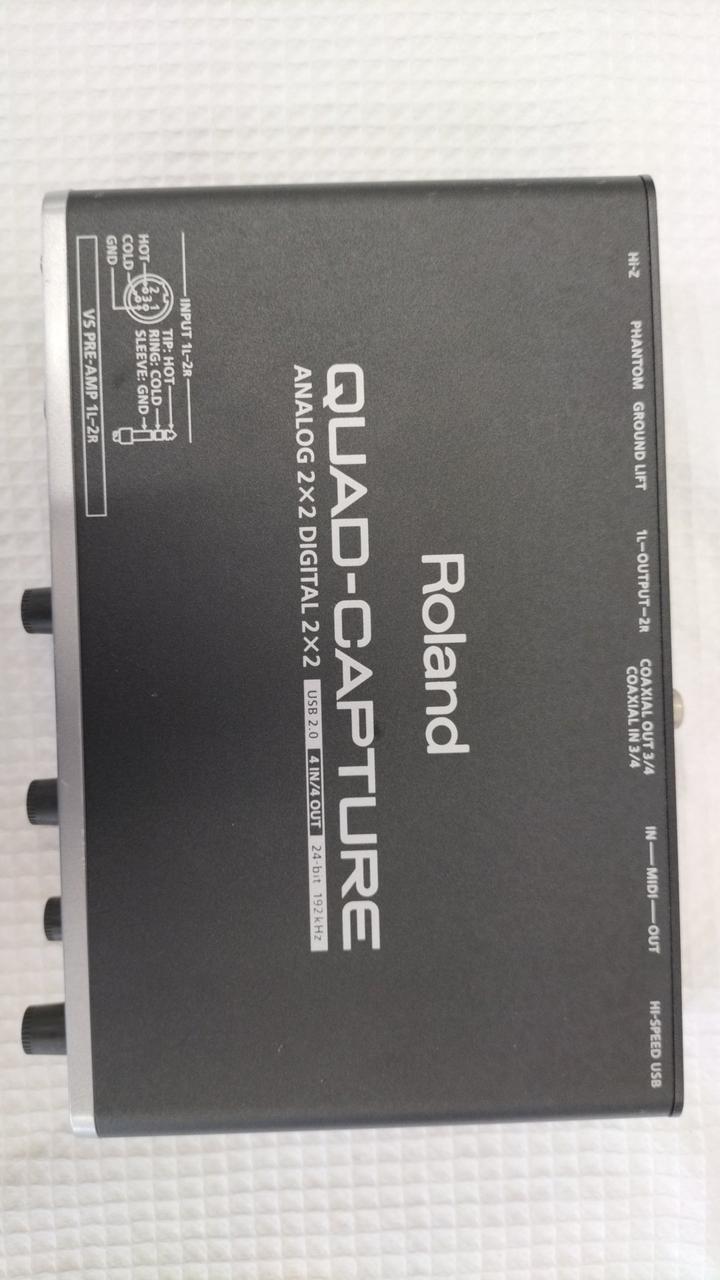 Hi-Z PHANTOM GROUND LIFT 1L–OUTPUT–2R COAXIAL OUT 3/4 IN—MIDI—OUT HI-SPEED USB
COAXIAL IN 3/4
Roland
QUAD-CAPTURE
ANALOG 2×2 DIGITAL 2×2 USB 2.0 4 IN/4 OUT 24-bit 192kHz
INPUT 1L–2R
HOT
COLD
GND
2 1
3
TIP: HOT
RING: COLD
SLEEVE: GND
VS PRE-AMP 1L–2R